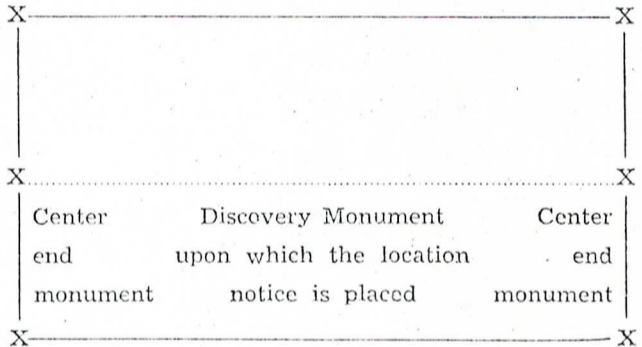 X X
X X
Center Discovery Monument Center
end upon which the location end
monument notice is placed monument
X X